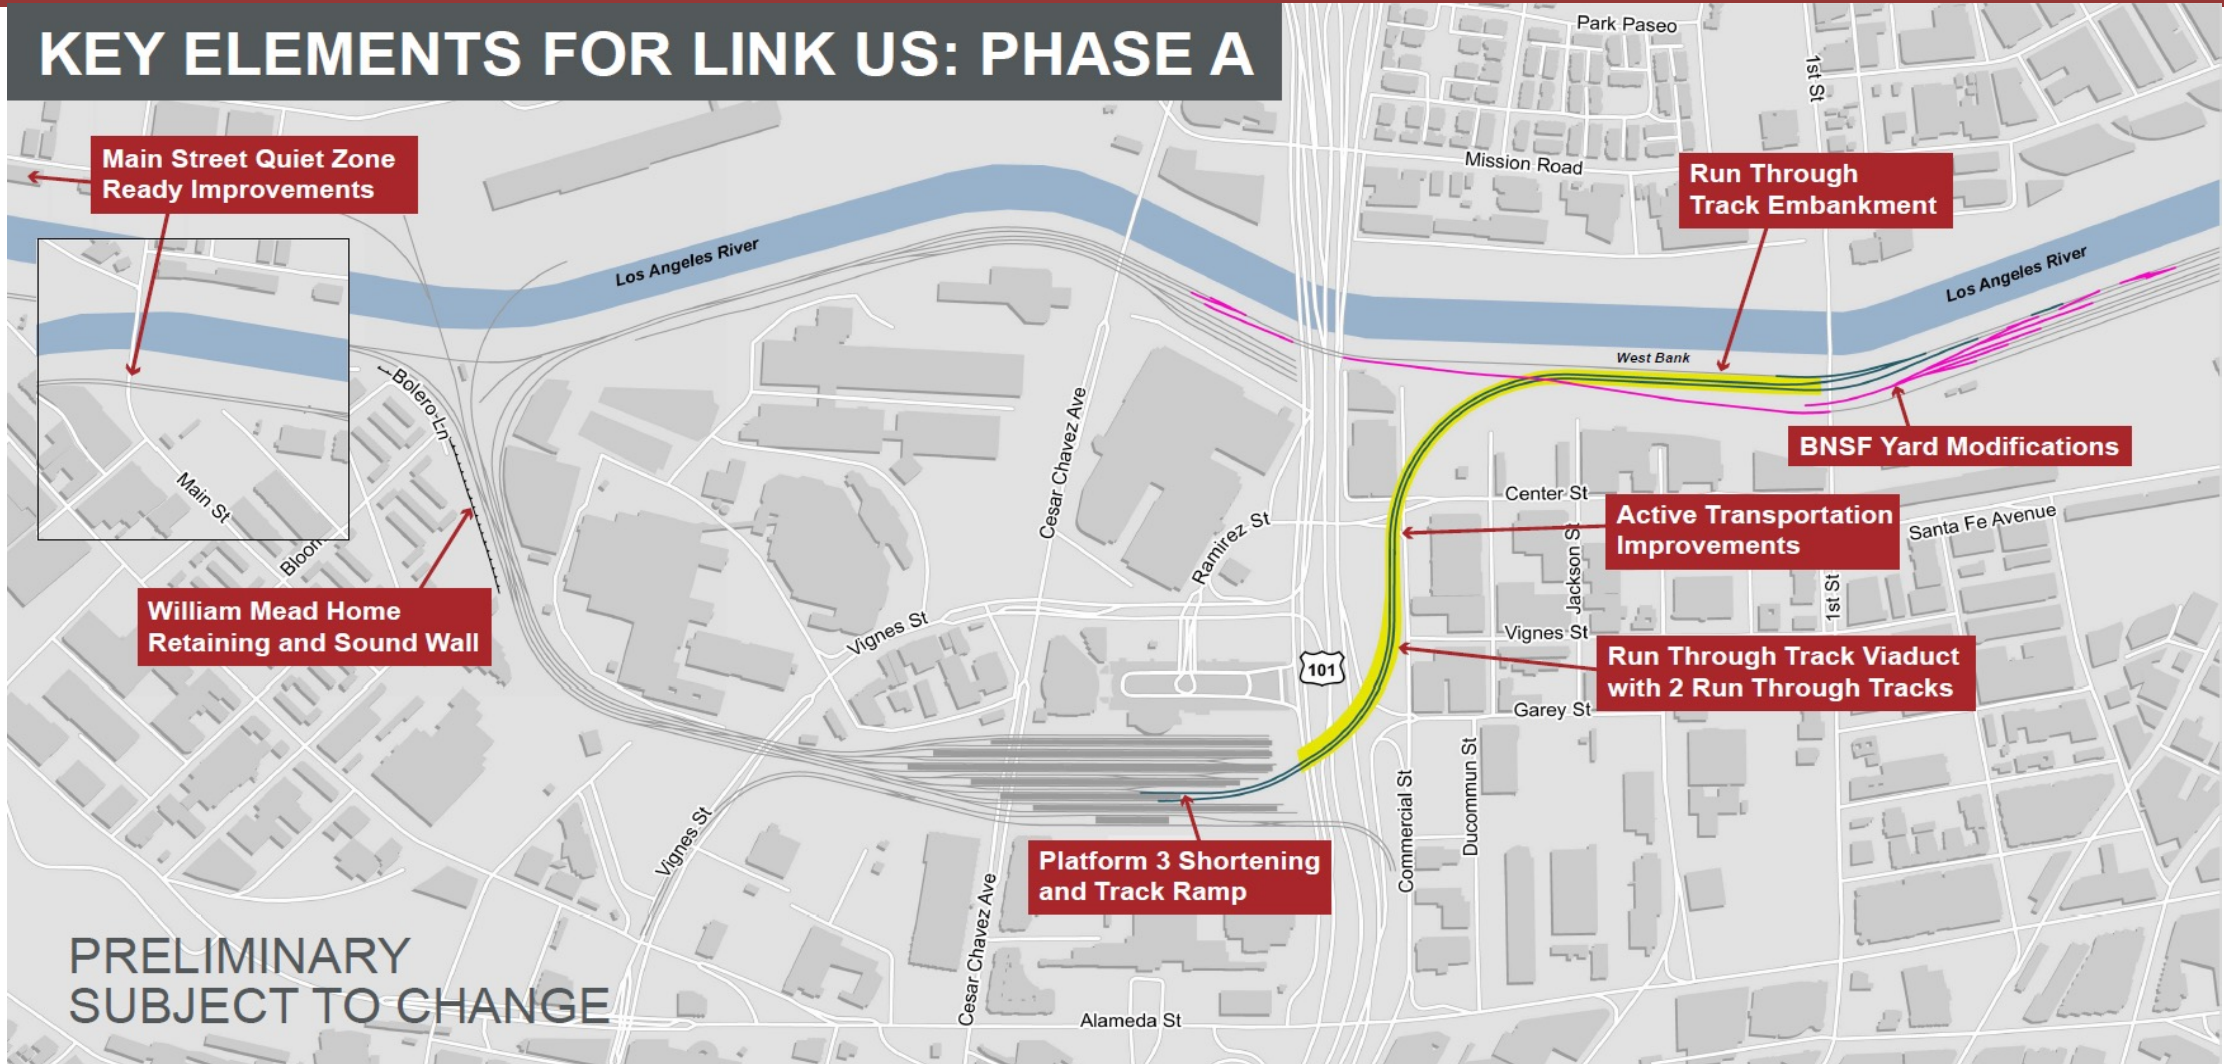 KEY ELEMENTS FOR LINK US: PHASE A
Park Paseo
1st St
Main Street Quiet Zone
Ready Improvements
Mission Road
Run Through
Track Embankment
Los Angeles River
Los Angeles River
West Bank
Bolero Ln
Cesar Chavez Ave
BNSF Yard Modifications
Main St
Center St
Active Transportation
Improvements
Santa Fe Avenue
Ramirez St
Jackson St
1st St
Bloom
William Mead Home
Retaining and Sound Wall
Vignes St
Vignes St
101
Run Through Track Viaduct
with 2 Run Through Tracks
Garey St
Vignes St
Commercial St
Ducommun St
Platform 3 Shortening
and Track Ramp
Cesar Chavez Ave
PRELIMINARY
SUBJECT TO CHANGE
Alameda St